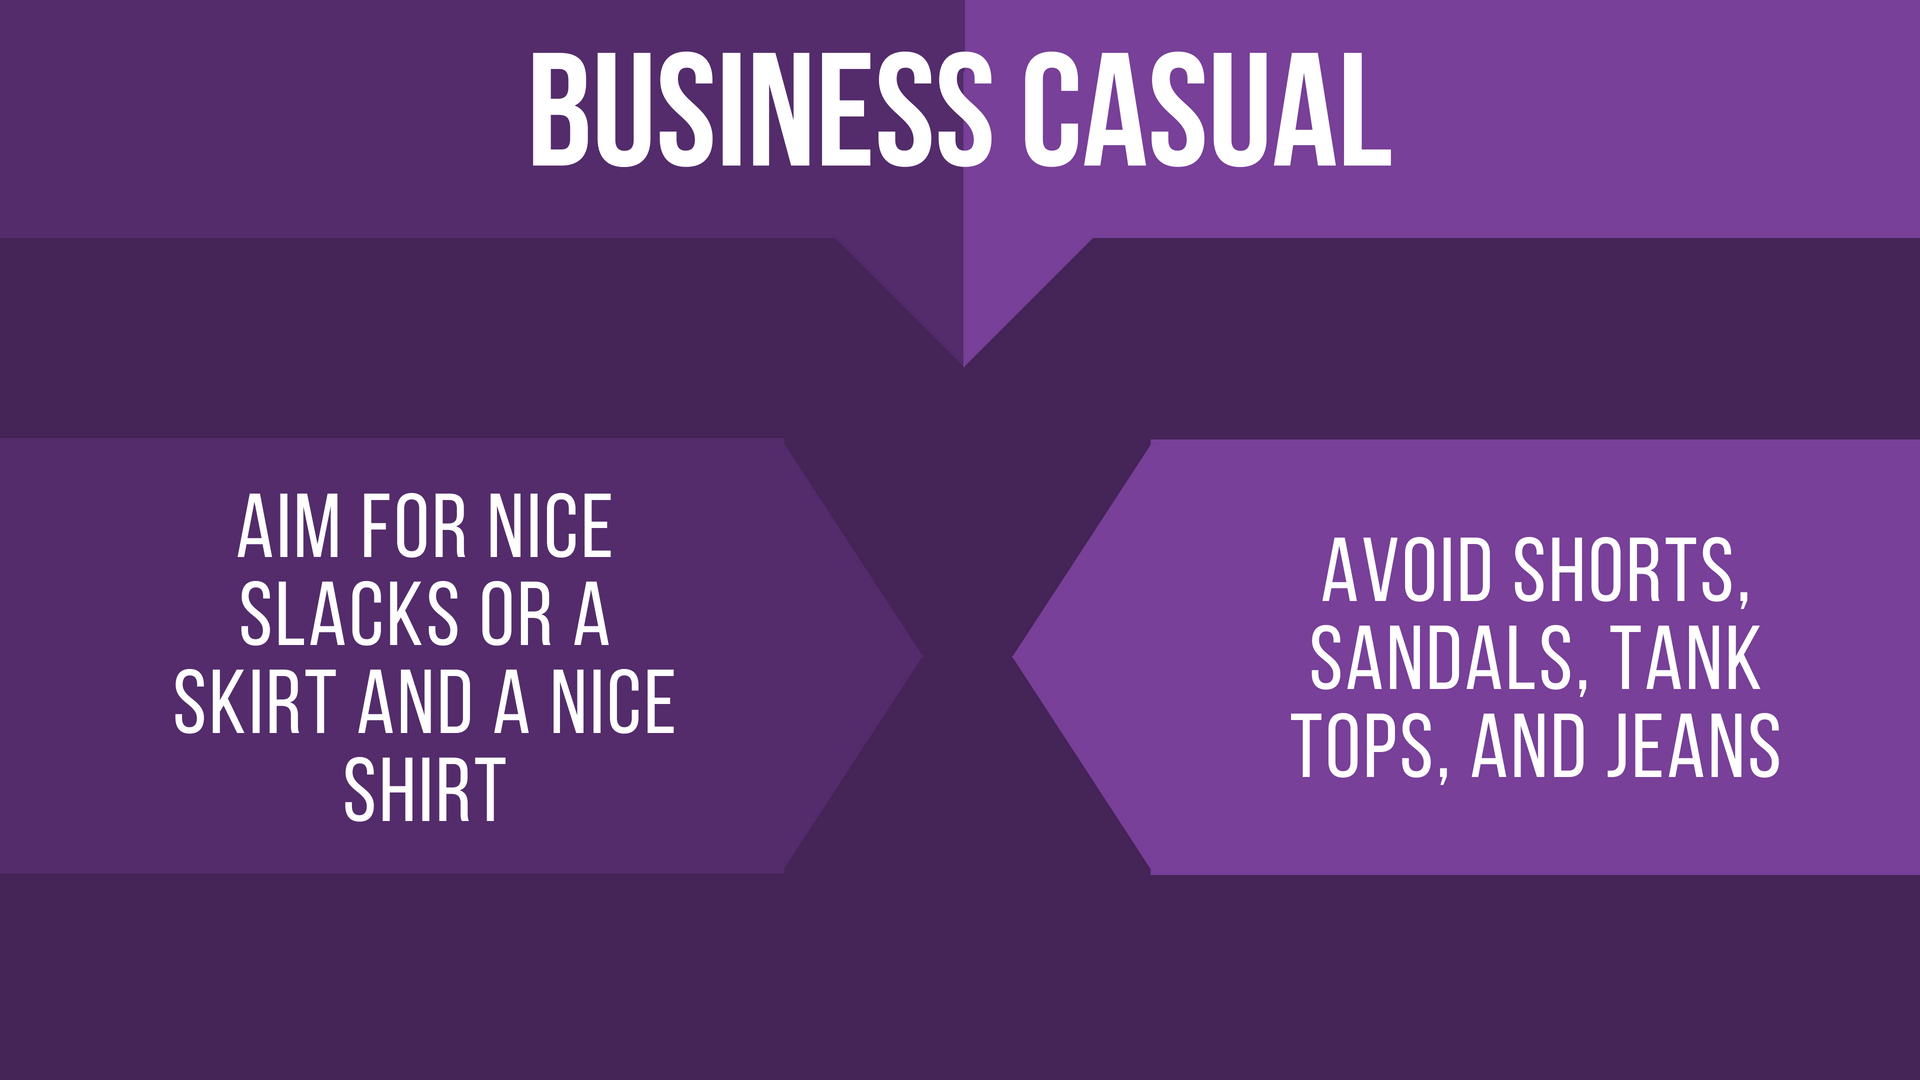 BUSINESS CASUAL
AIM FOR NICE
SLACKS OR A
SKIRT AND A NICE
SHIRT
AVOID SHORTS,
SANDALS, TANK
TOPS, AND JEANS